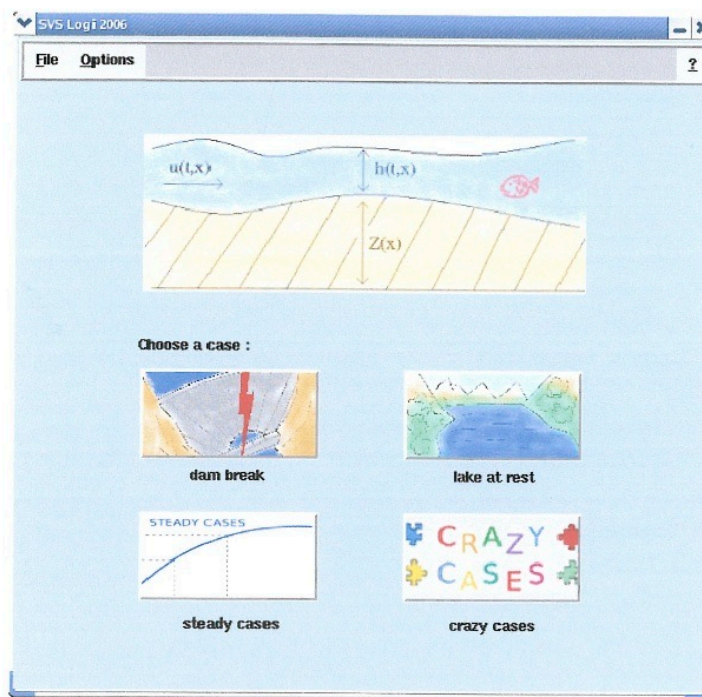 SVS Logi 2006
File Options ?
u(t,x)
h(t,x)
Z(x)
Choose a case :
dam break
lake at rest
STEADY CASES
CRAZY
CASES
steady cases
crazy cases